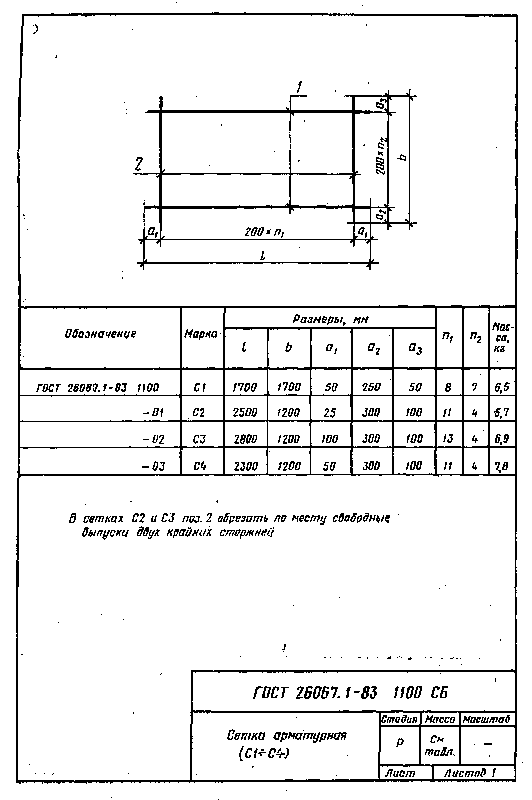 1
2
a3
200×n2
b
a2
a1 200×n1 a1
l
Обозначение Марка Размеры, мм n1 n2 Масса, кг
l b a1 a2 a3
ГОСТ 26067.1-83 1100 С1 1700 1700 50 250 50 8 7 6,5
-01 С2 2500 1200 25 300 100 11 4 6,7
-02 С3 2800 1200 100 300 100 13 4 6,9
-03 С4 2300 1200 50 300 100 11 4 7,8
В сетках С2 и С3 поз. 2 обрезать по месту свободные
выпуски двух крайних стержней
ГОСТ 26067.1-83 1100 СБ
Сетка арматурная
(С1÷С4)
Стадия Масса Масштаб
Р См табл. —
Лист Листов 1